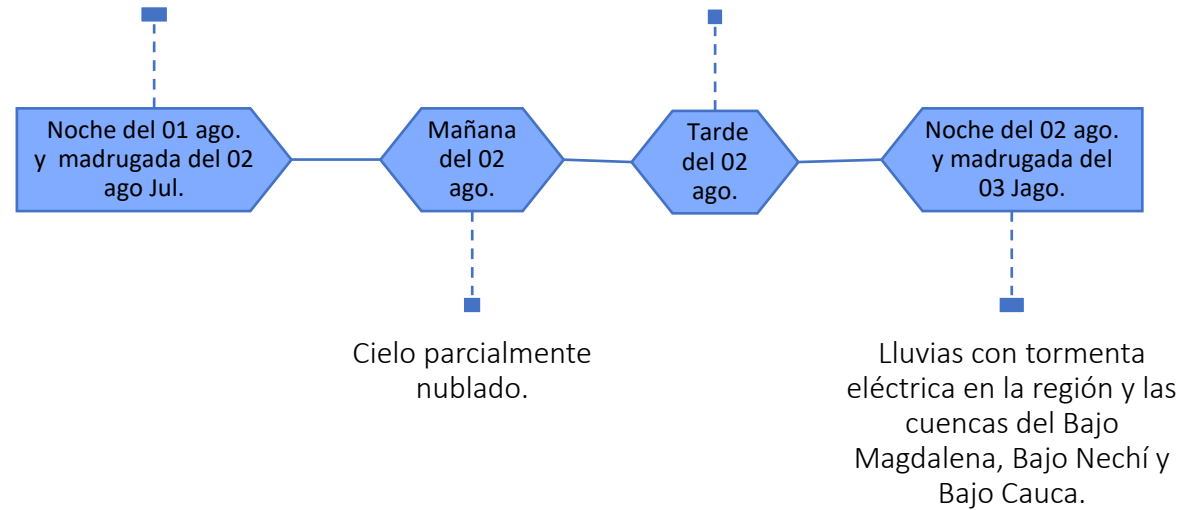 Noche del 01 ago.
y  madrugada del 02
ago Jul.
Mañana
del 02
ago.
Tarde
del 02
ago.
Noche del 02 ago.
y madrugada del
03 Jago.
Cielo parcialmente
nublado.
Lluvias con tormenta
eléctrica en la región y las
cuencas del Bajo
Magdalena, Bajo Nechí y
Bajo Cauca.